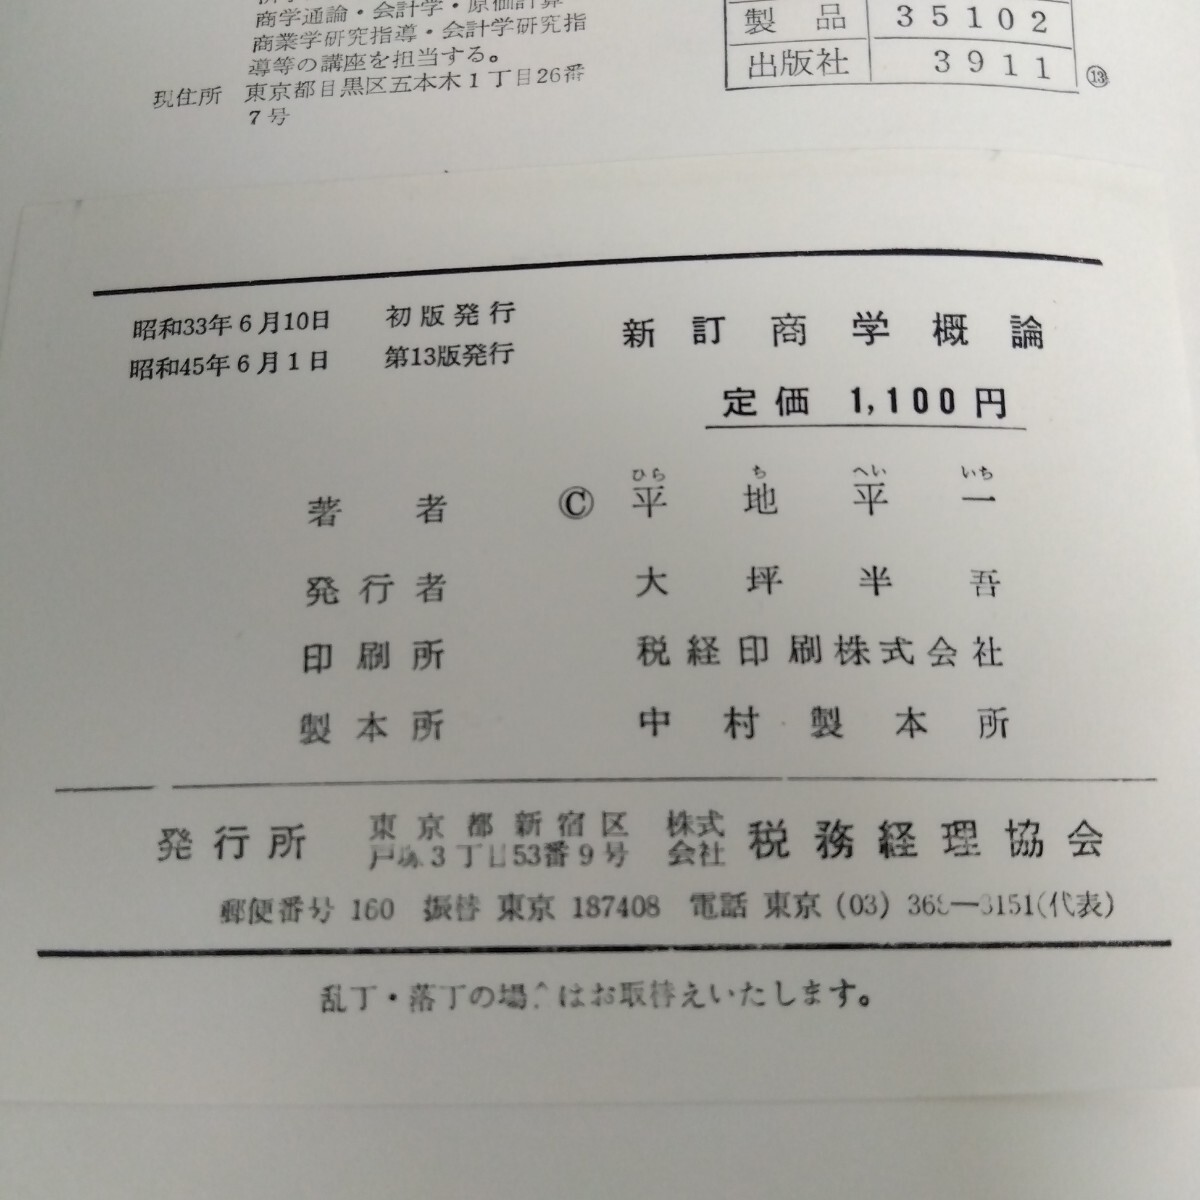 商学通論・会計学・原価計算
商業学研究指導・会計学研究指
導等の講座を担当する。
現住所 東京都目黒区五本木1丁目26番
7号
製品 35102
出版社 3911
⑬
昭和33年6月10日 初版発行
昭和45年6月1日 第13版発行
新訂商学概論
定価 1,100円
ひら ち へい いち
著者 © 平地平一
発行者 大坪半吾
印刷所 税経印刷株式会社
製本所 中村製本所
発行所 東京都新宿区 株式 税務経理協会
戸塚3丁目53番9号 会社
郵便番号 160 振替 東京 187408 電話 東京 (03) 368—3151(代表)
乱丁・落丁の場 はお取替えいたします。